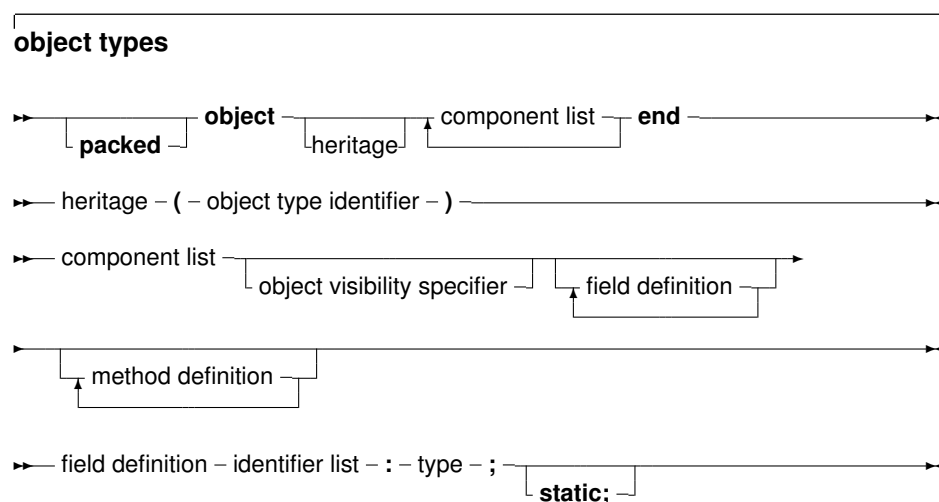 object types
packed object heritage component list end
heritage ( object type identifier )
component list object visibility specifier field definition
method definition
field definition identifier list : type ; static;